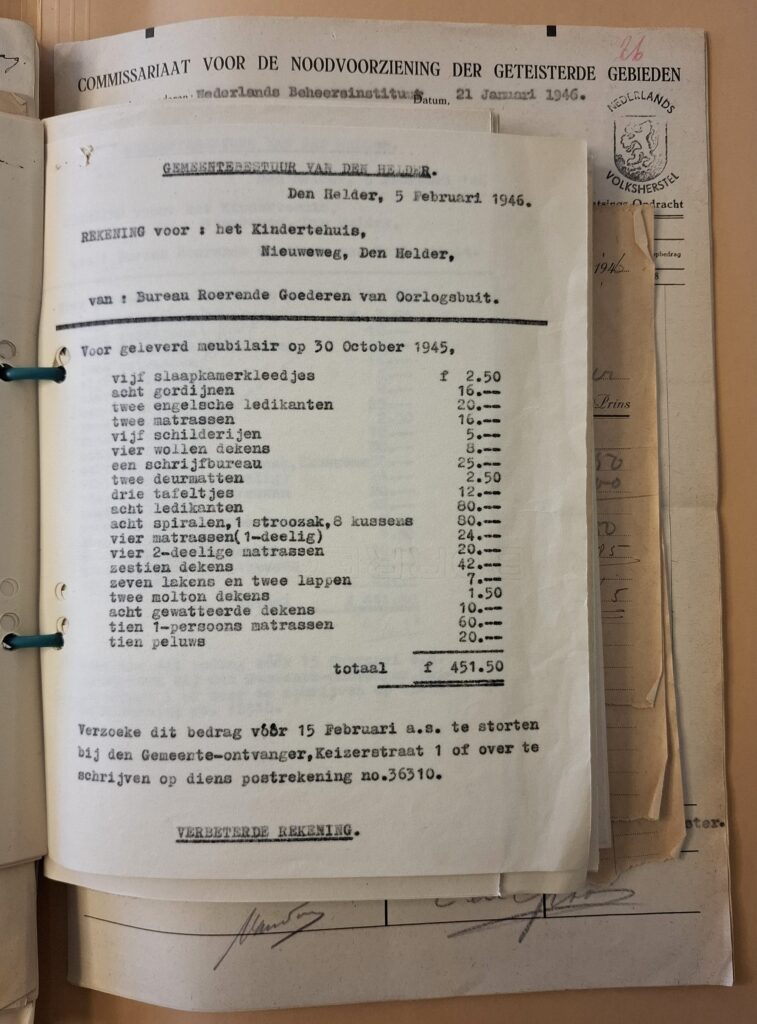 26
COMMISSARIAAT VOOR DE NOODVOORZIENING DER GETEISTERDE GEBIEDEN
Nederlands Beheersinstituut Datum, 21 Januari 1946.
NEDERLANDS
VOLKSHERSTEL
Opdracht
GEMEENTEBESTUUR VAN DEN HELDER.
Den Helder, 5 Februari 1946.
REKENING voor : het Kindertehuis,
Nieuweweg, Den Helder,
van : Bureau Roerende Goederen van Oorlogsbuit.
Voor geleverd meubilair op 30 October 1945,
vijf slaapkamerkleedjes f 2.50
acht gordijnen 16.--
twee engelsche ledikanten 20.--
twee matrassen 16.--
vijf schilderijen 5.--
vier wollen dekens 8.--
een schrijfbureau 25.--
twee deurmatten 2.50
drie tafeltjes 12.--
acht ledikanten 80.--
acht spiralen,1 stroozak,8 kussens 80.--
vier matrassen(1-deelig) 24.--
vier 2-deelige matrassen 20.--
zestien dekens 42.--
zeven lakens en twee lappen 7.--
twee molton dekens 1.50
acht gewatteerde dekens 10.--
tien 1-persoons matrassen 60.--
tien peluws 20.--
totaal f 451.50
Verzoeke dit bedrag vóór 15 Februari a.s. te storten
bij den Gemeente-ontvanger,Keizerstraat 1 of over te
schrijven op diens postrekening no.36310.
VERBETERDE REKENING.
1946
Prins